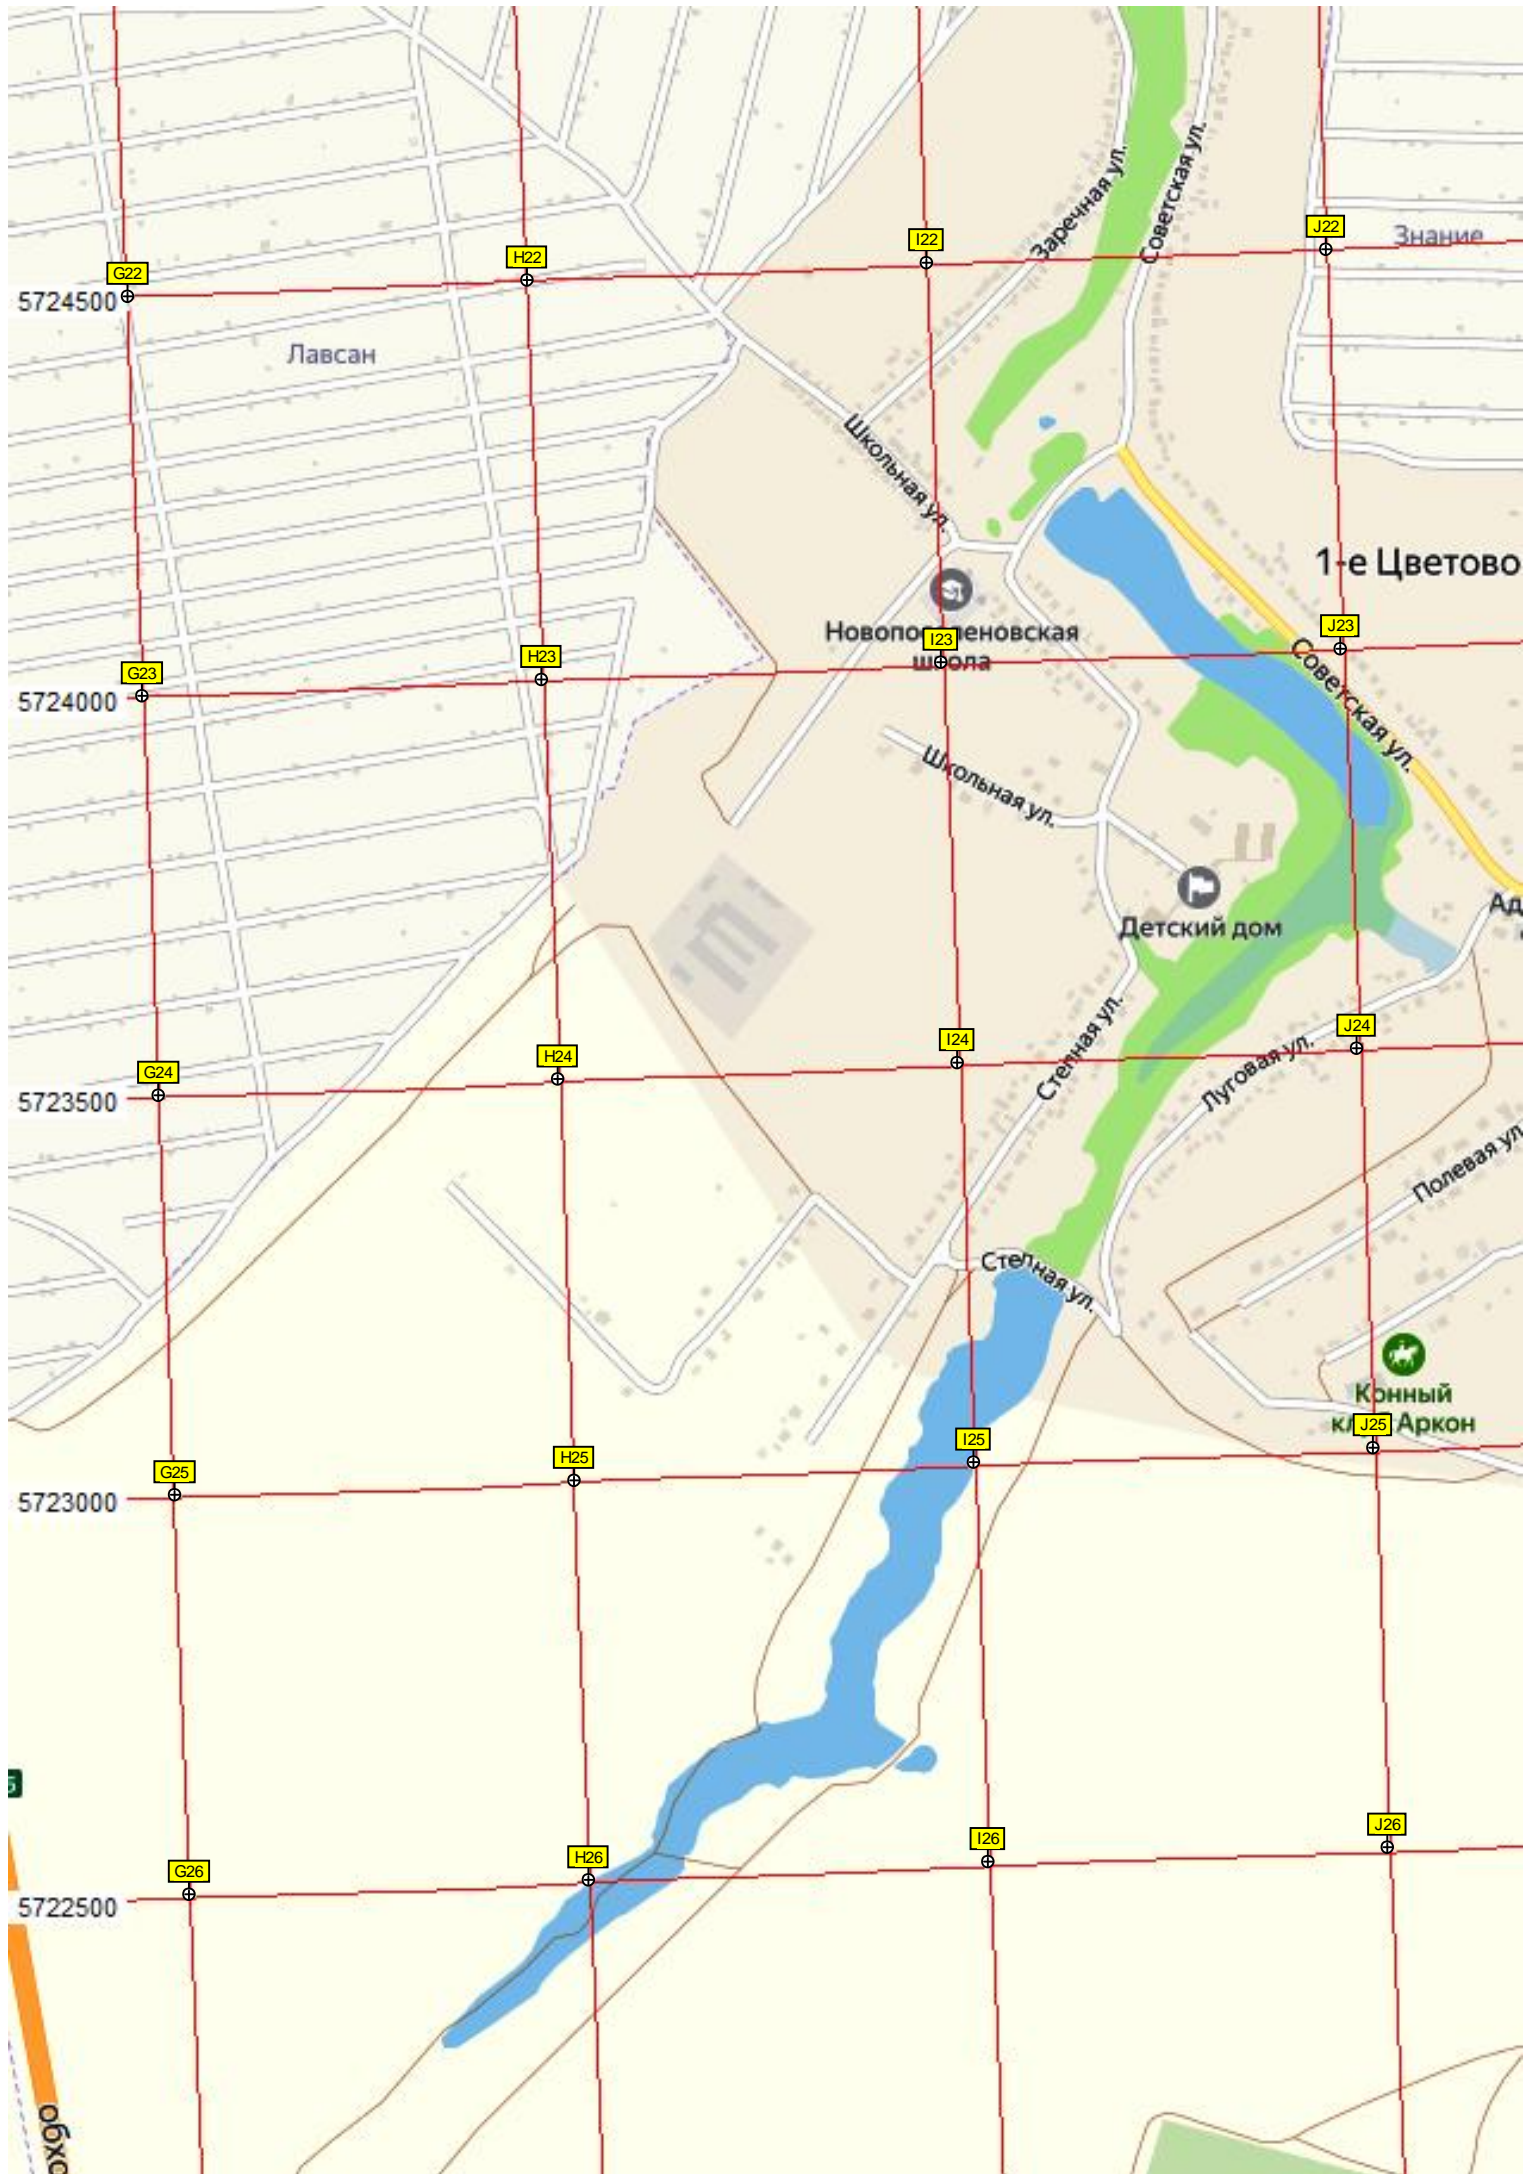 Заречная ул.
Советская ул.
J22
Знание
I22
H22
G22
5724500
Лавсан
Школьная ул.
1-е Цветово
Новопо
I23
леновская
школа
J23
Советская ул.
H23
G23
5724000
Школьная ул.
Детский дом
Ад
Степная ул.
J24
I24
Луговая ул.
H24
G24
5723500
Полевая ул.
Степная ул.
Конный
кл
J25
Аркон
I25
H25
G25
5723000
J26
I26
H26
G26
5722500
обхо